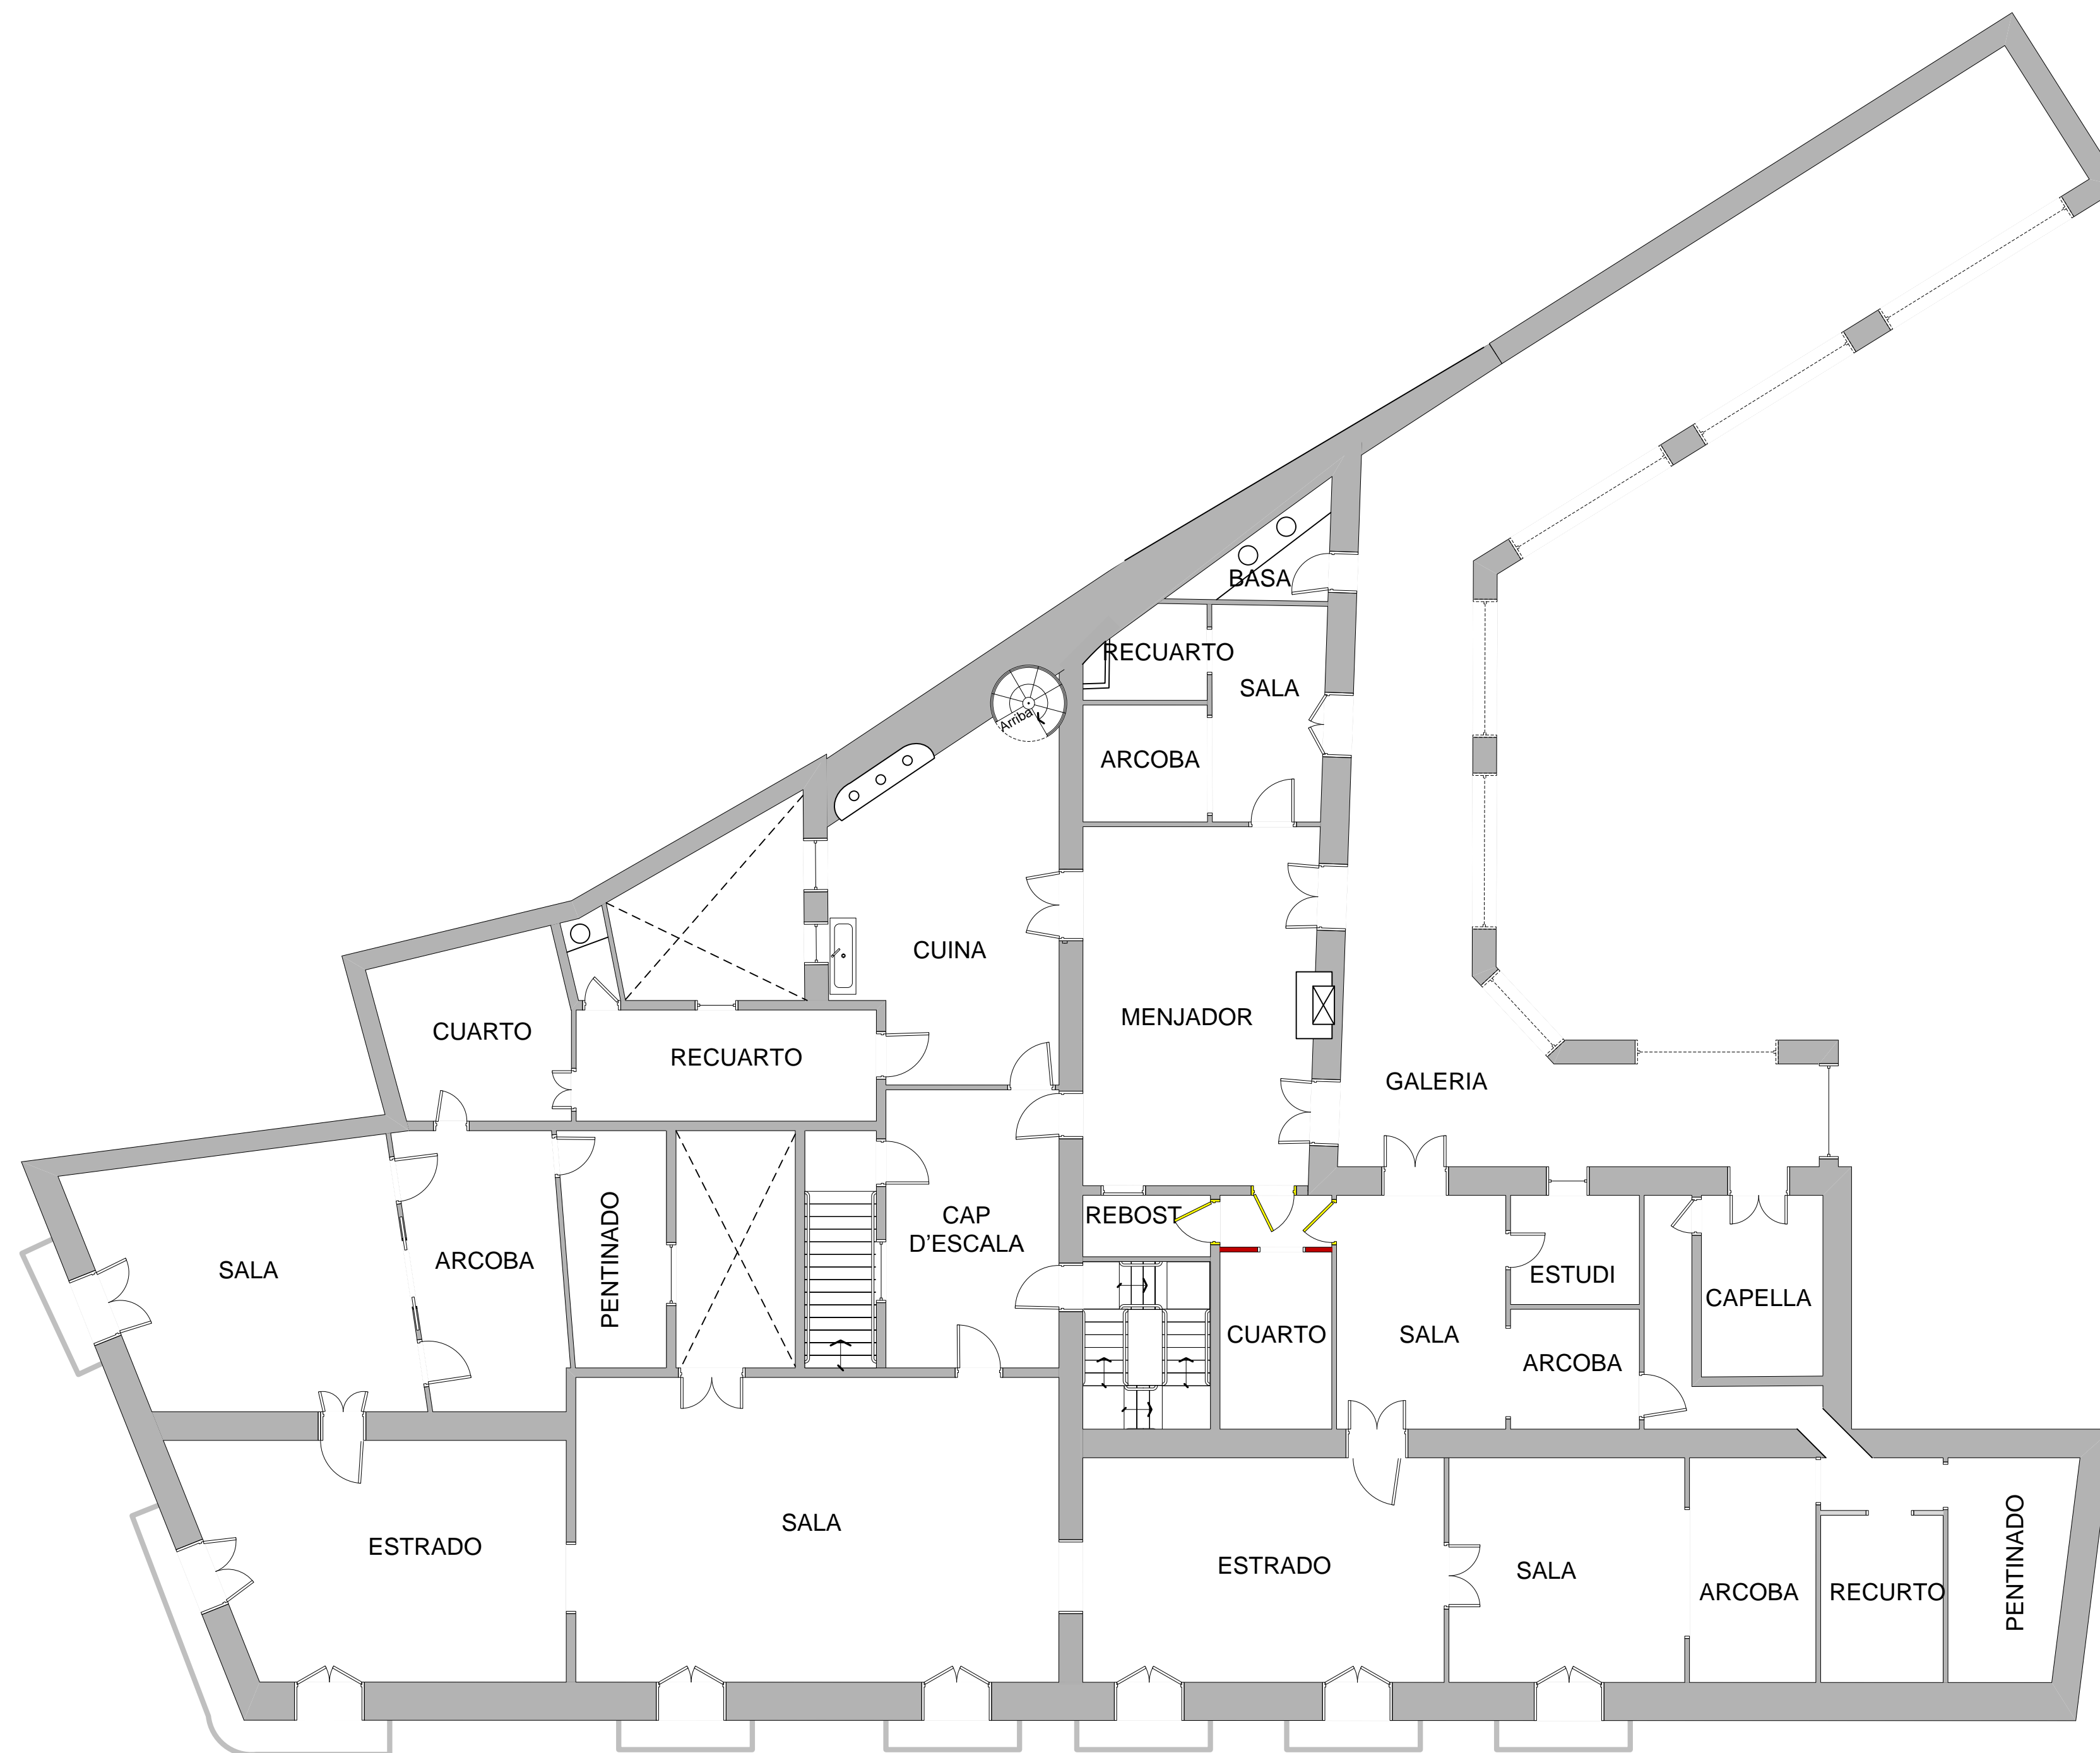 BASA
RECUARTO
SALA
Arriba
ARCOBA
CUINA
MENJADOR
CUARTO
RECUARTO
GALERIA
REBOST
CAP
D'ESCALA
SALA
ARCOBA
PENTINADO
ESTUDI
CAPELLA
CUARTO
SALA
ARCOBA
SALA
ESTRADO
ESTRADO
SALA
ARCOBA
RECURTO
PENTINADO